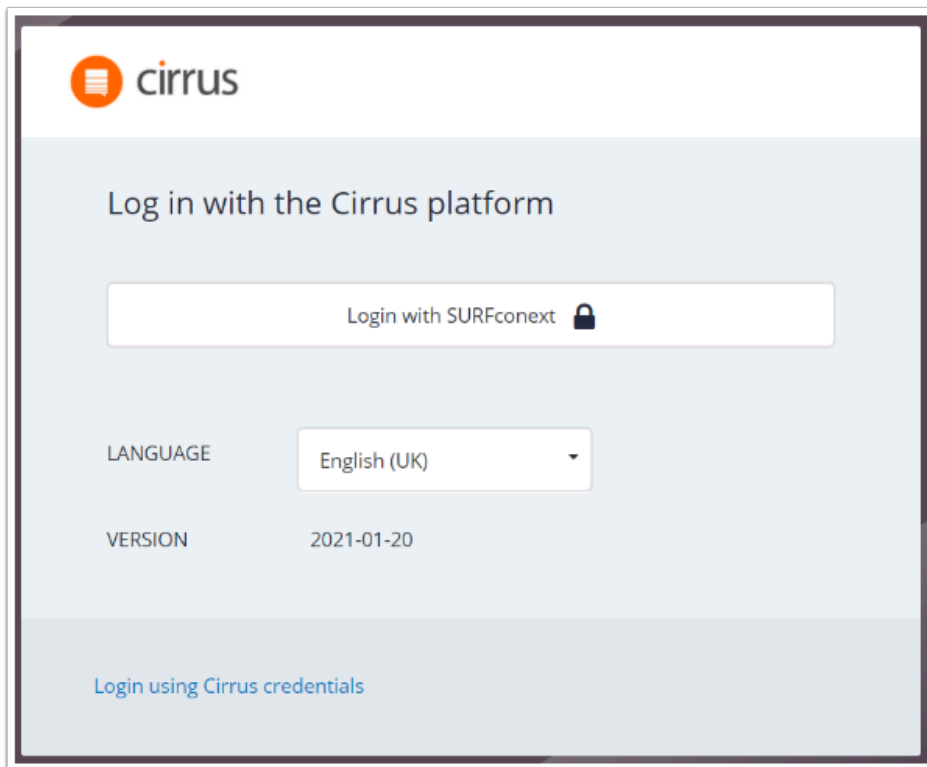 cirrus
Log in with the Cirrus platform
Login with SURFconext
LANGUAGE English (UK)
VERSION 2021-01-20
Login using Cirrus credentials